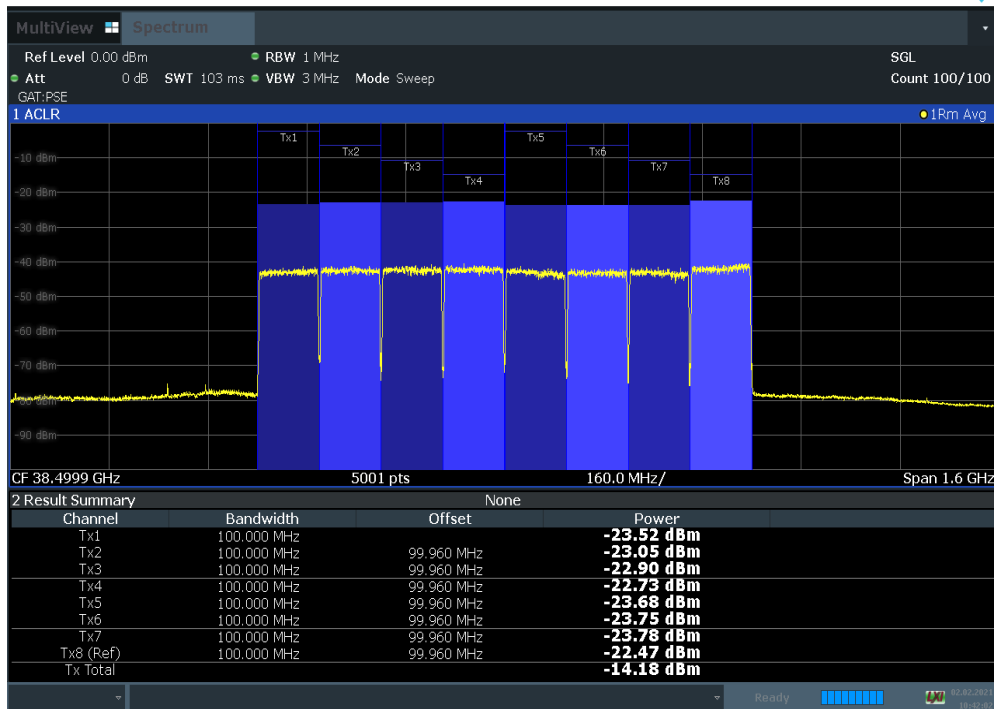 MultiView Spectrum
Ref Level 0.00 dBm RBW 1 MHz SGL
Att 0 dB SWT 103 ms VBW 3 MHz Mode Sweep Count 100/100
GAT:PSE
1 ACLR 1Rm Avg
Tx1 Tx5
Tx2 Tx6
-10 dBm
Tx3 Tx7
Tx4 Tx8
-20 dBm
-30 dBm
-40 dBm
-50 dBm
-60 dBm
-70 dBm
-80 dBm
-90 dBm
CF 38.4999 GHz 5001 pts 160.0 MHz/ Span 1.6 GHz
2 Result Summary None
Channel Bandwidth Offset Power
Tx1 100.000 MHz -23.52 dBm
Tx2 100.000 MHz 99.960 MHz -23.05 dBm
Tx3 100.000 MHz 99.960 MHz -22.90 dBm
Tx4 100.000 MHz 99.960 MHz -22.73 dBm
Tx5 100.000 MHz 99.960 MHz -23.68 dBm
Tx6 100.000 MHz 99.960 MHz -23.75 dBm
Tx7 100.000 MHz 99.960 MHz -23.78 dBm
Tx8 (Ref) 100.000 MHz 99.960 MHz -22.47 dBm
Tx Total -14.18 dBm
Ready 02.02.2021
10:42:02